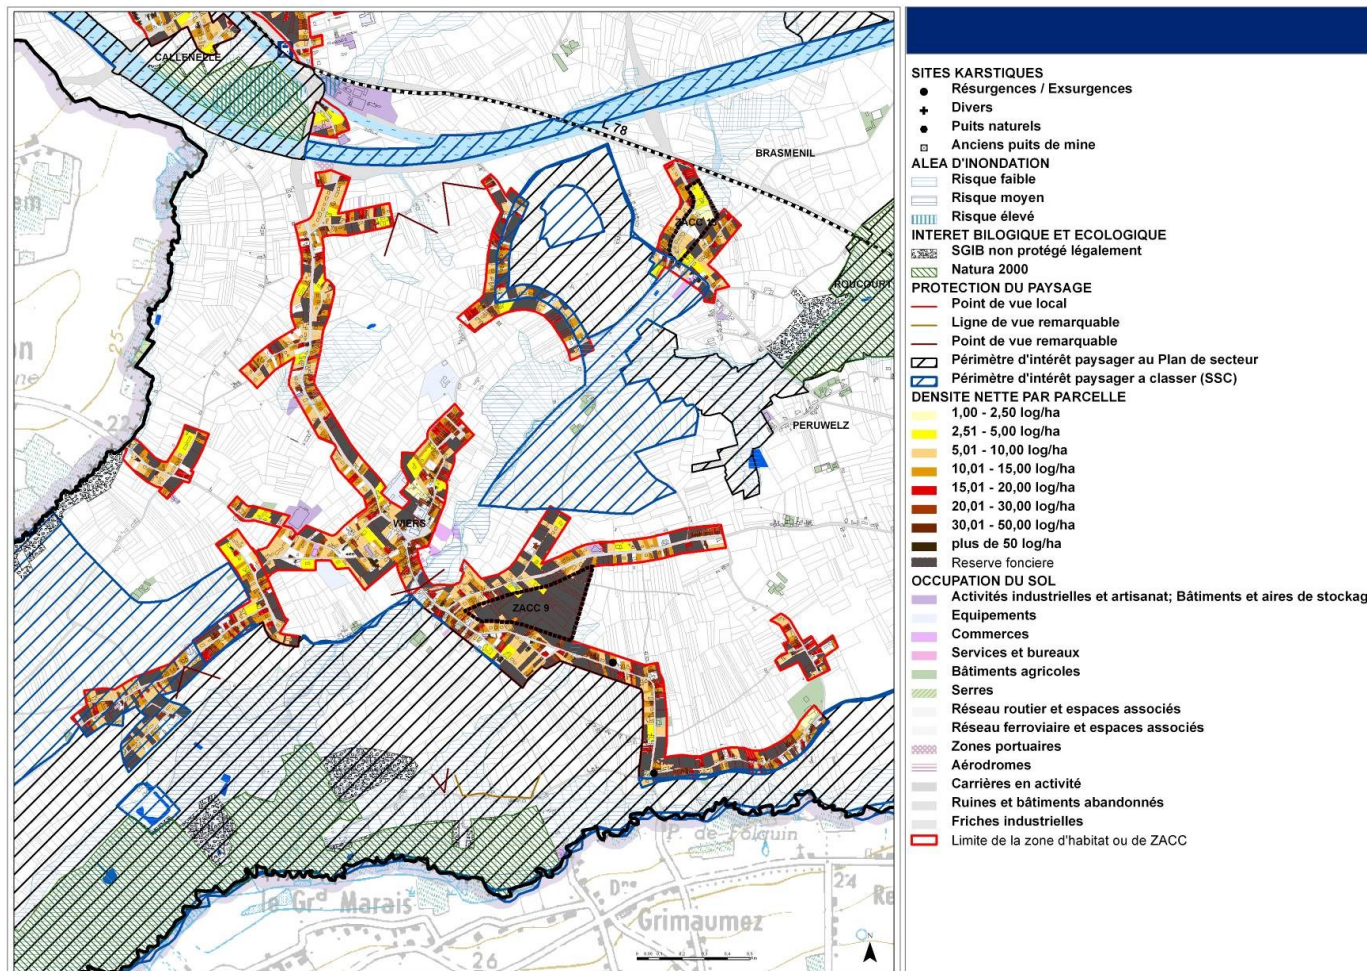 CALLENELLE
L 78
BRASMENIL
ROUCOURT
PERUWELZ
WIERS
ZACC 9
25
22
P. de Folquin
le Grd Marais
Dne
Grimaumez
24
Re
26
N
SITES KARSTIQUES
Résurgences / Exsurgences
Divers
Puits naturels
Anciens puits de mine
ALEA D'INONDATION
Risque faible
Risque moyen
Risque élevé
INTERET BILOGIQUE ET ECOLOGIQUE
SGIB non protégé légalement
Natura 2000
PROTECTION DU PAYSAGE
Point de vue local
Ligne de vue remarquable
Point de vue remarquable
Périmètre d'intérêt paysager au Plan de secteur
Périmètre d'intérêt paysager a classer (SSC)
DENSITE NETTE PAR PARCELLE
1,00 - 2,50 log/ha
2,51 - 5,00 log/ha
5,01 - 10,00 log/ha
10,01 - 15,00 log/ha
15,01 - 20,00 log/ha
20,01 - 30,00 log/ha
30,01 - 50,00 log/ha
plus de 50 log/ha
Reserve fonciere
OCCUPATION DU SOL
Activités industrielles et artisanat; Bâtiments et aires de stockag
Equipements
Commerces
Services et bureaux
Bâtiments agricoles
Serres
Réseau routier et espaces associés
Réseau ferroviaire et espaces associés
Zones portuaires
Aérodromes
Carrières en activité
Ruines et bâtiments abandonnés
Friches industrielles
Limite de la zone d'habitat ou de ZACC